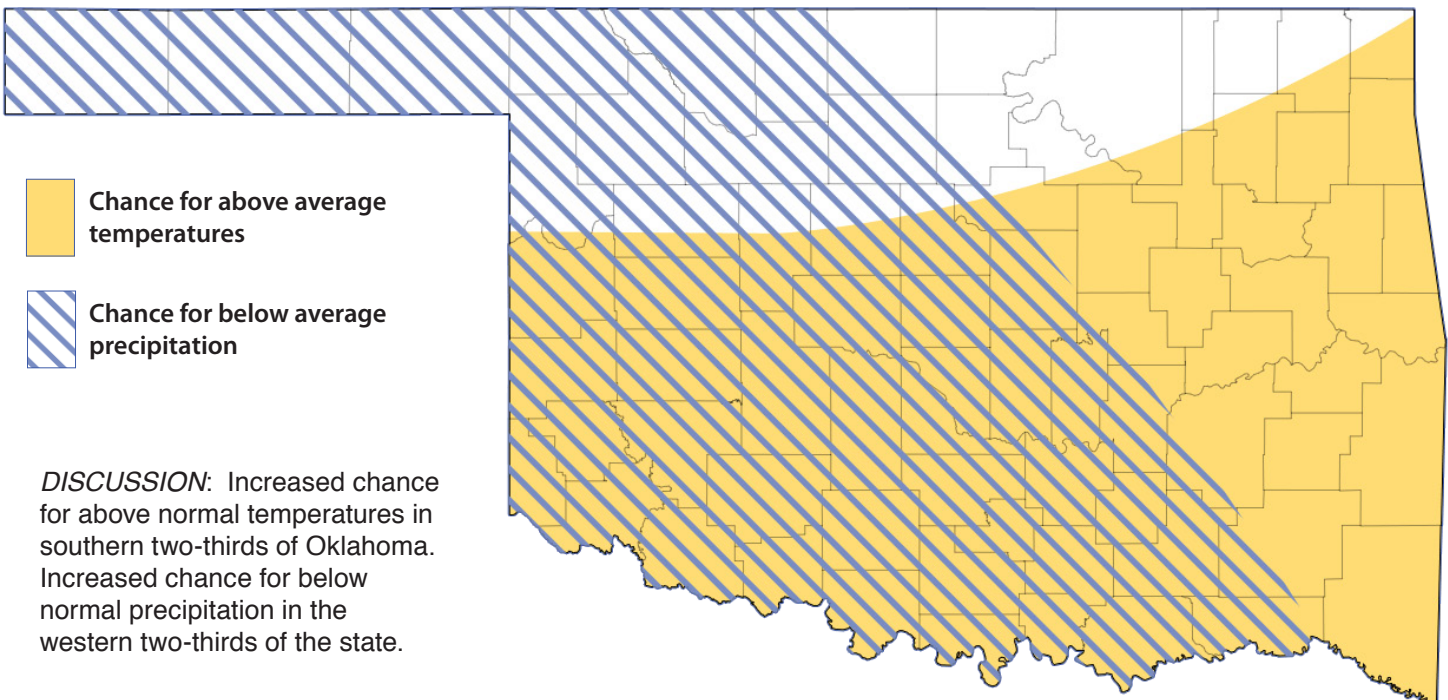 Chance for above average
temperatures
Chance for below average
precipitation
DISCUSSION:  Increased chance
for above normal temperatures in
southern two-thirds of Oklahoma.
Increased chance for below
normal precipitation in the
western two-thirds of the state.